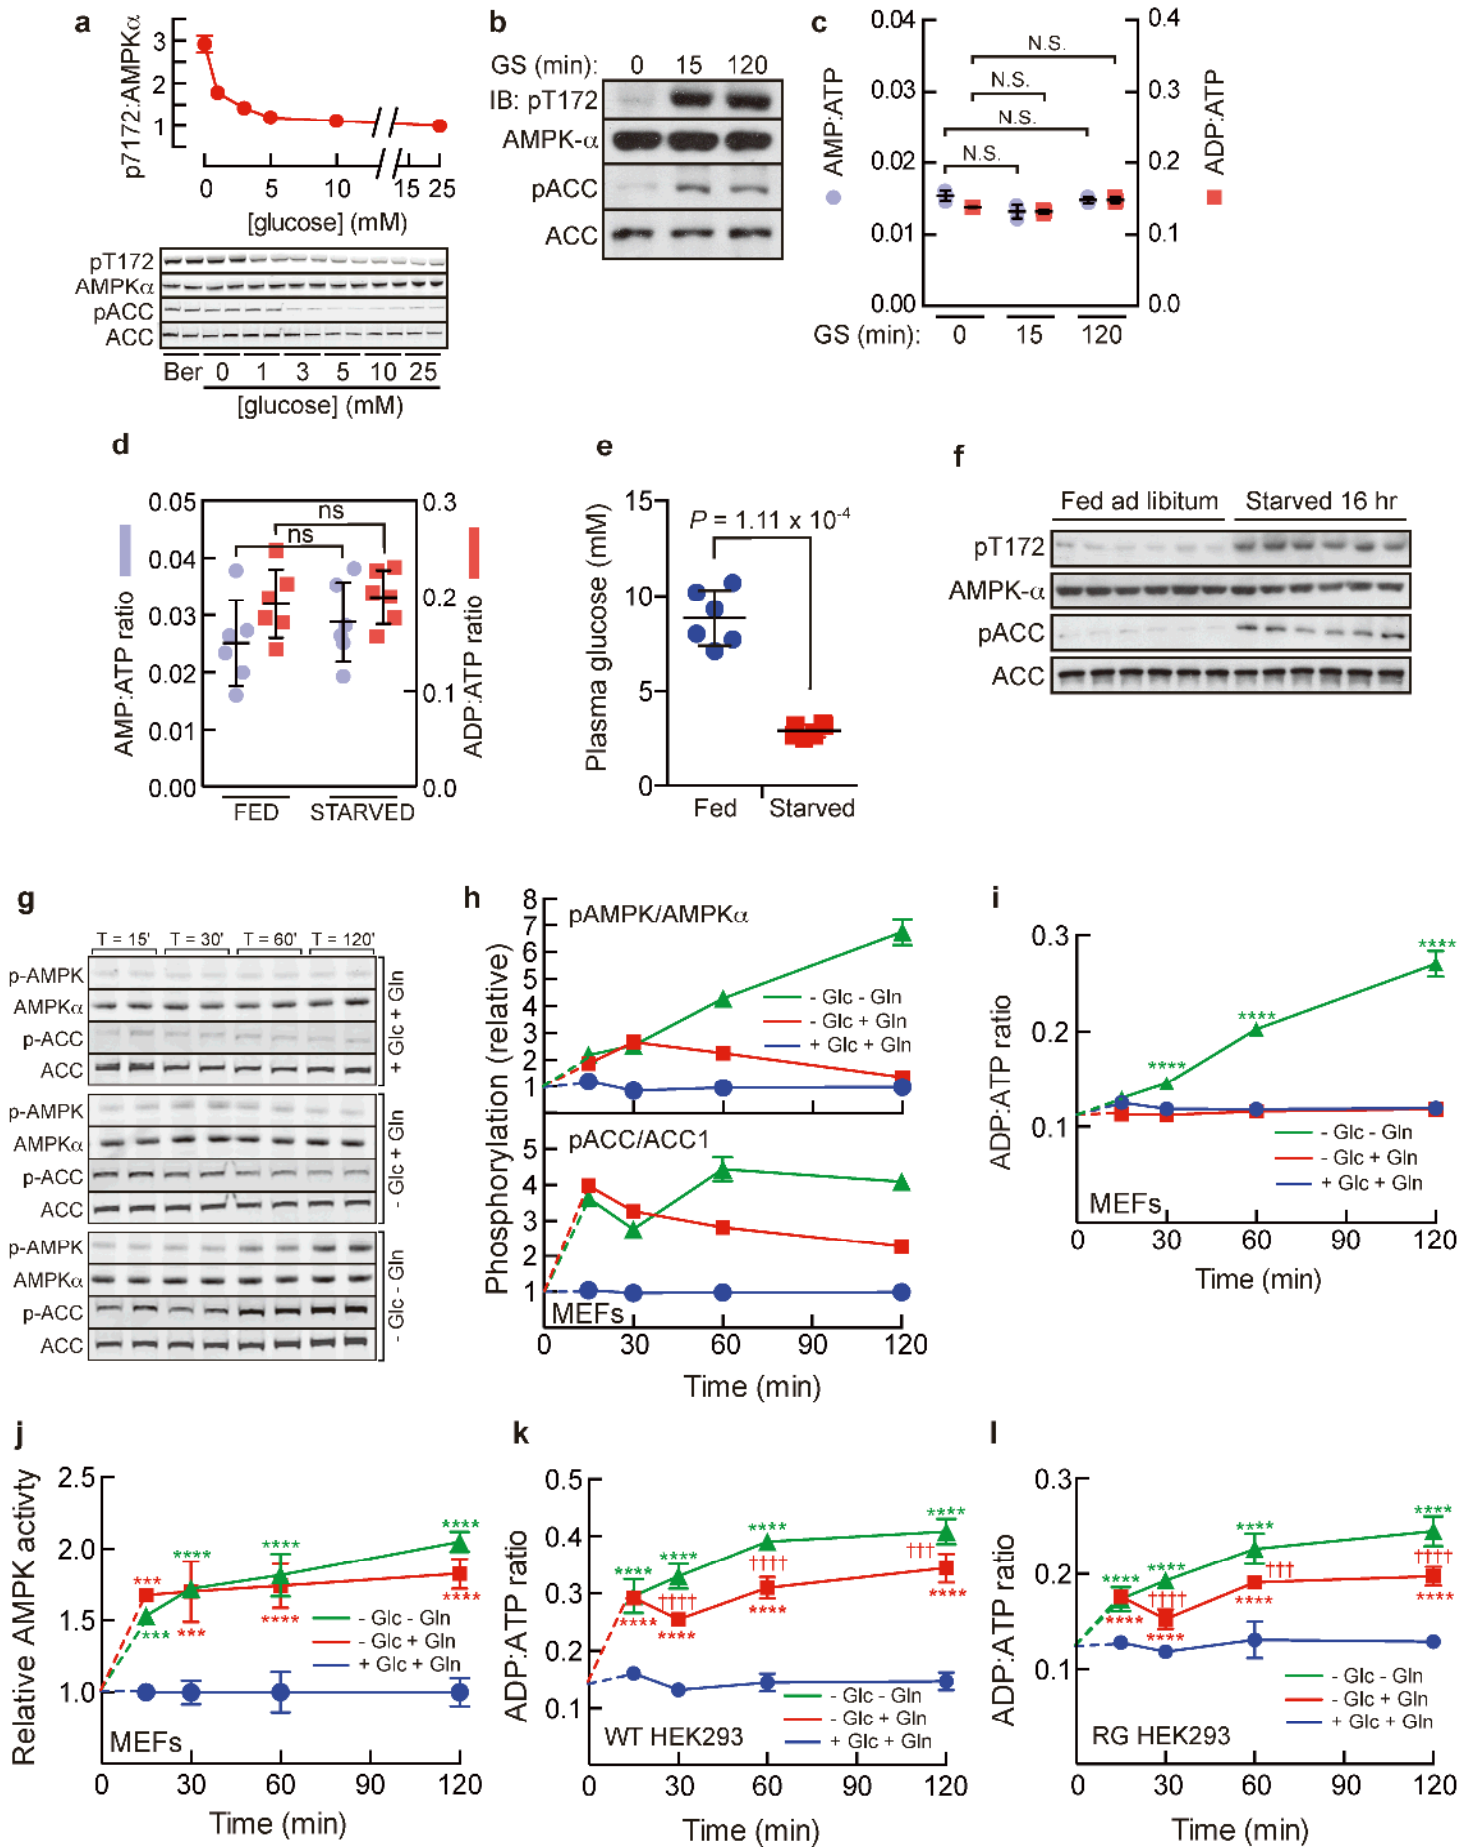 a
p7172:AMPKα
3
2
1
0 5 10 15 25
[glucose] (mM)
pT172
AMPKα
pACC
ACC
Ber 0 1 3 5 10 25
[glucose] (mM)
b
GS (min): 0 15 120
IB: pT172
AMPK-α
pACC
ACC
c
AMP:ATP
0.04
0.03
0.02
0.01
0.00
N.S.
N.S.
N.S.
N.S.
0.4
0.3
0.2
0.1
0.0
ADP:ATP
GS (min): 0 15 120
d
AMP:ATP ratio
0.05
0.04
0.03
0.02
0.01
0.00
ns
ns
0.3
0.2
0.1
0.0
ADP:ATP ratio
FED STARVED
e
Plasma glucose (mM)
15
10
5
0
P = 1.11 x 10-4
Fed Starved
f
Fed ad libitum Starved 16 hr
pT172
AMPK-α
pACC
ACC
g
T = 15' T = 30' T = 60' T = 120'
p-AMPK
AMPKα
p-ACC
ACC
+ Glc + Gln
p-AMPK
AMPKα
p-ACC
ACC
- Glc + Gln
p-AMPK
AMPKα
p-ACC
ACC
- Glc - Gln
h
Phosphorylation (relative)
8
7
6
5
4
3
2
1
pAMPK/AMPKα
- Glc - Gln
- Glc + Gln
+ Glc + Gln
pACC/ACC1
5
4
3
2
1
MEFs
0 30 60 90 120
Time (min)
i
ADP:ATP ratio
0.3
0.2
0.1
0.0
****
****
****
- Glc - Gln
- Glc + Gln
+ Glc + Gln
MEFs
0 30 60 90 120
Time (min)
j
Relative AMPK activty
2.5
2.0
1.5
1.0
****
****
****
***
***
***
****
****
- Glc - Gln
- Glc + Gln
+ Glc + Gln
MEFs
0 30 60 90 120
Time (min)
k
ADP:ATP ratio
0.5
0.4
0.3
0.2
0.1
****
****
****
****
††††
††††
†††
****
****
****
****
- Glc - Gln
- Glc + Gln
+ Glc + Gln
WT HEK293
0 30 60 90 120
Time (min)
l
ADP:ATP ratio
0.3
0.2
0.1
****
****
****
****
††††
†††
††††
****
****
****
****
- Glc - Gln
- Glc + Gln
+ Glc + Gln
RG HEK293
0 30 60 90 120
Time (min)